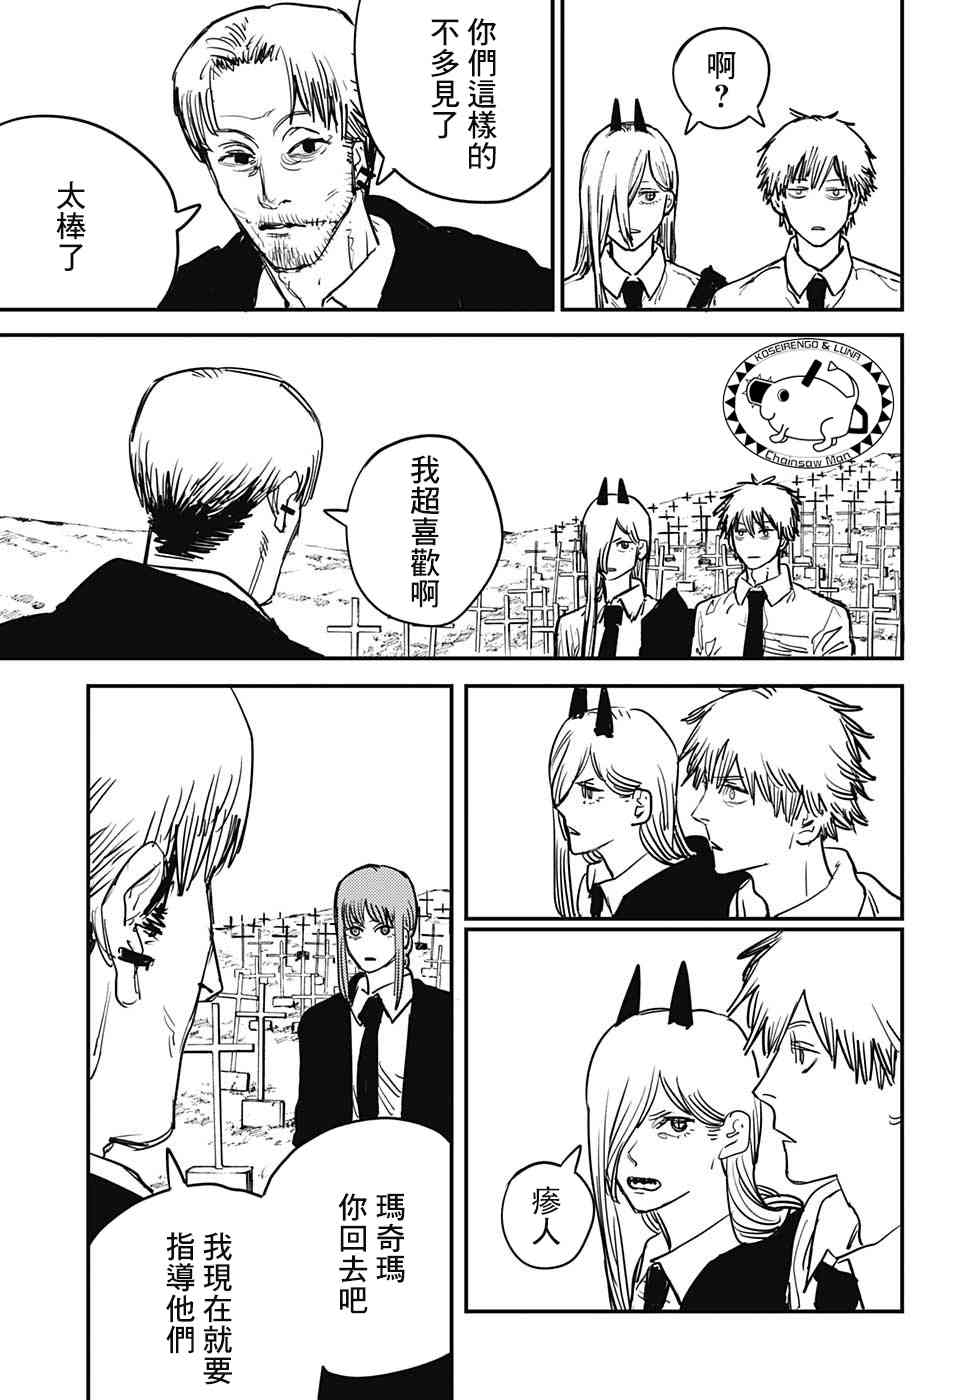 啊？
你們這樣的
不多見了
太棒了
KOSEIRENGO & LUNA
Chainsaw Man
我超喜歡啊
瘮人
瑪奇瑪
你回去吧
我現在就要
指導他們